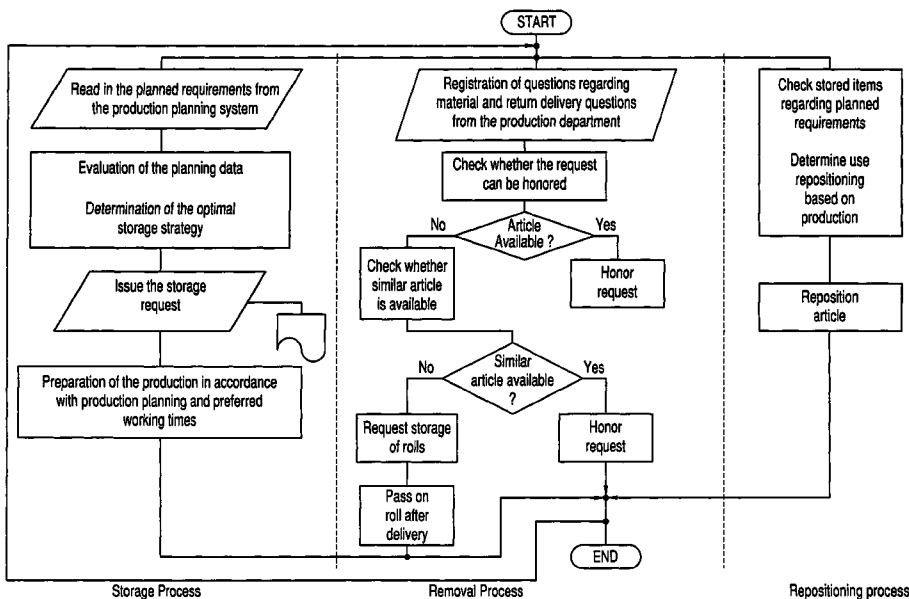 START
Read in the planned requirements from
the production planning system
Evaluation of the planning data
Determination of the optimal
storage strategy
Issue the storage
request
Preparation of the production in accordance
with production planning and preferred
working times
Storage Process
Registration of questions regarding
material and return delivery questions
from the production department
Check whether the request
can be honored
No
Article
Available ?
Yes
Check whether
similar article
is available
Honor
request
No
Similar
article available
?
Yes
Request storage
of rolls
Honor
request
Pass on
roll after
delivery
END
Removal Process
Check stored items
regarding planned
requirements
Determine use
repositioning
based on
production
Reposition
article
Repositioning process